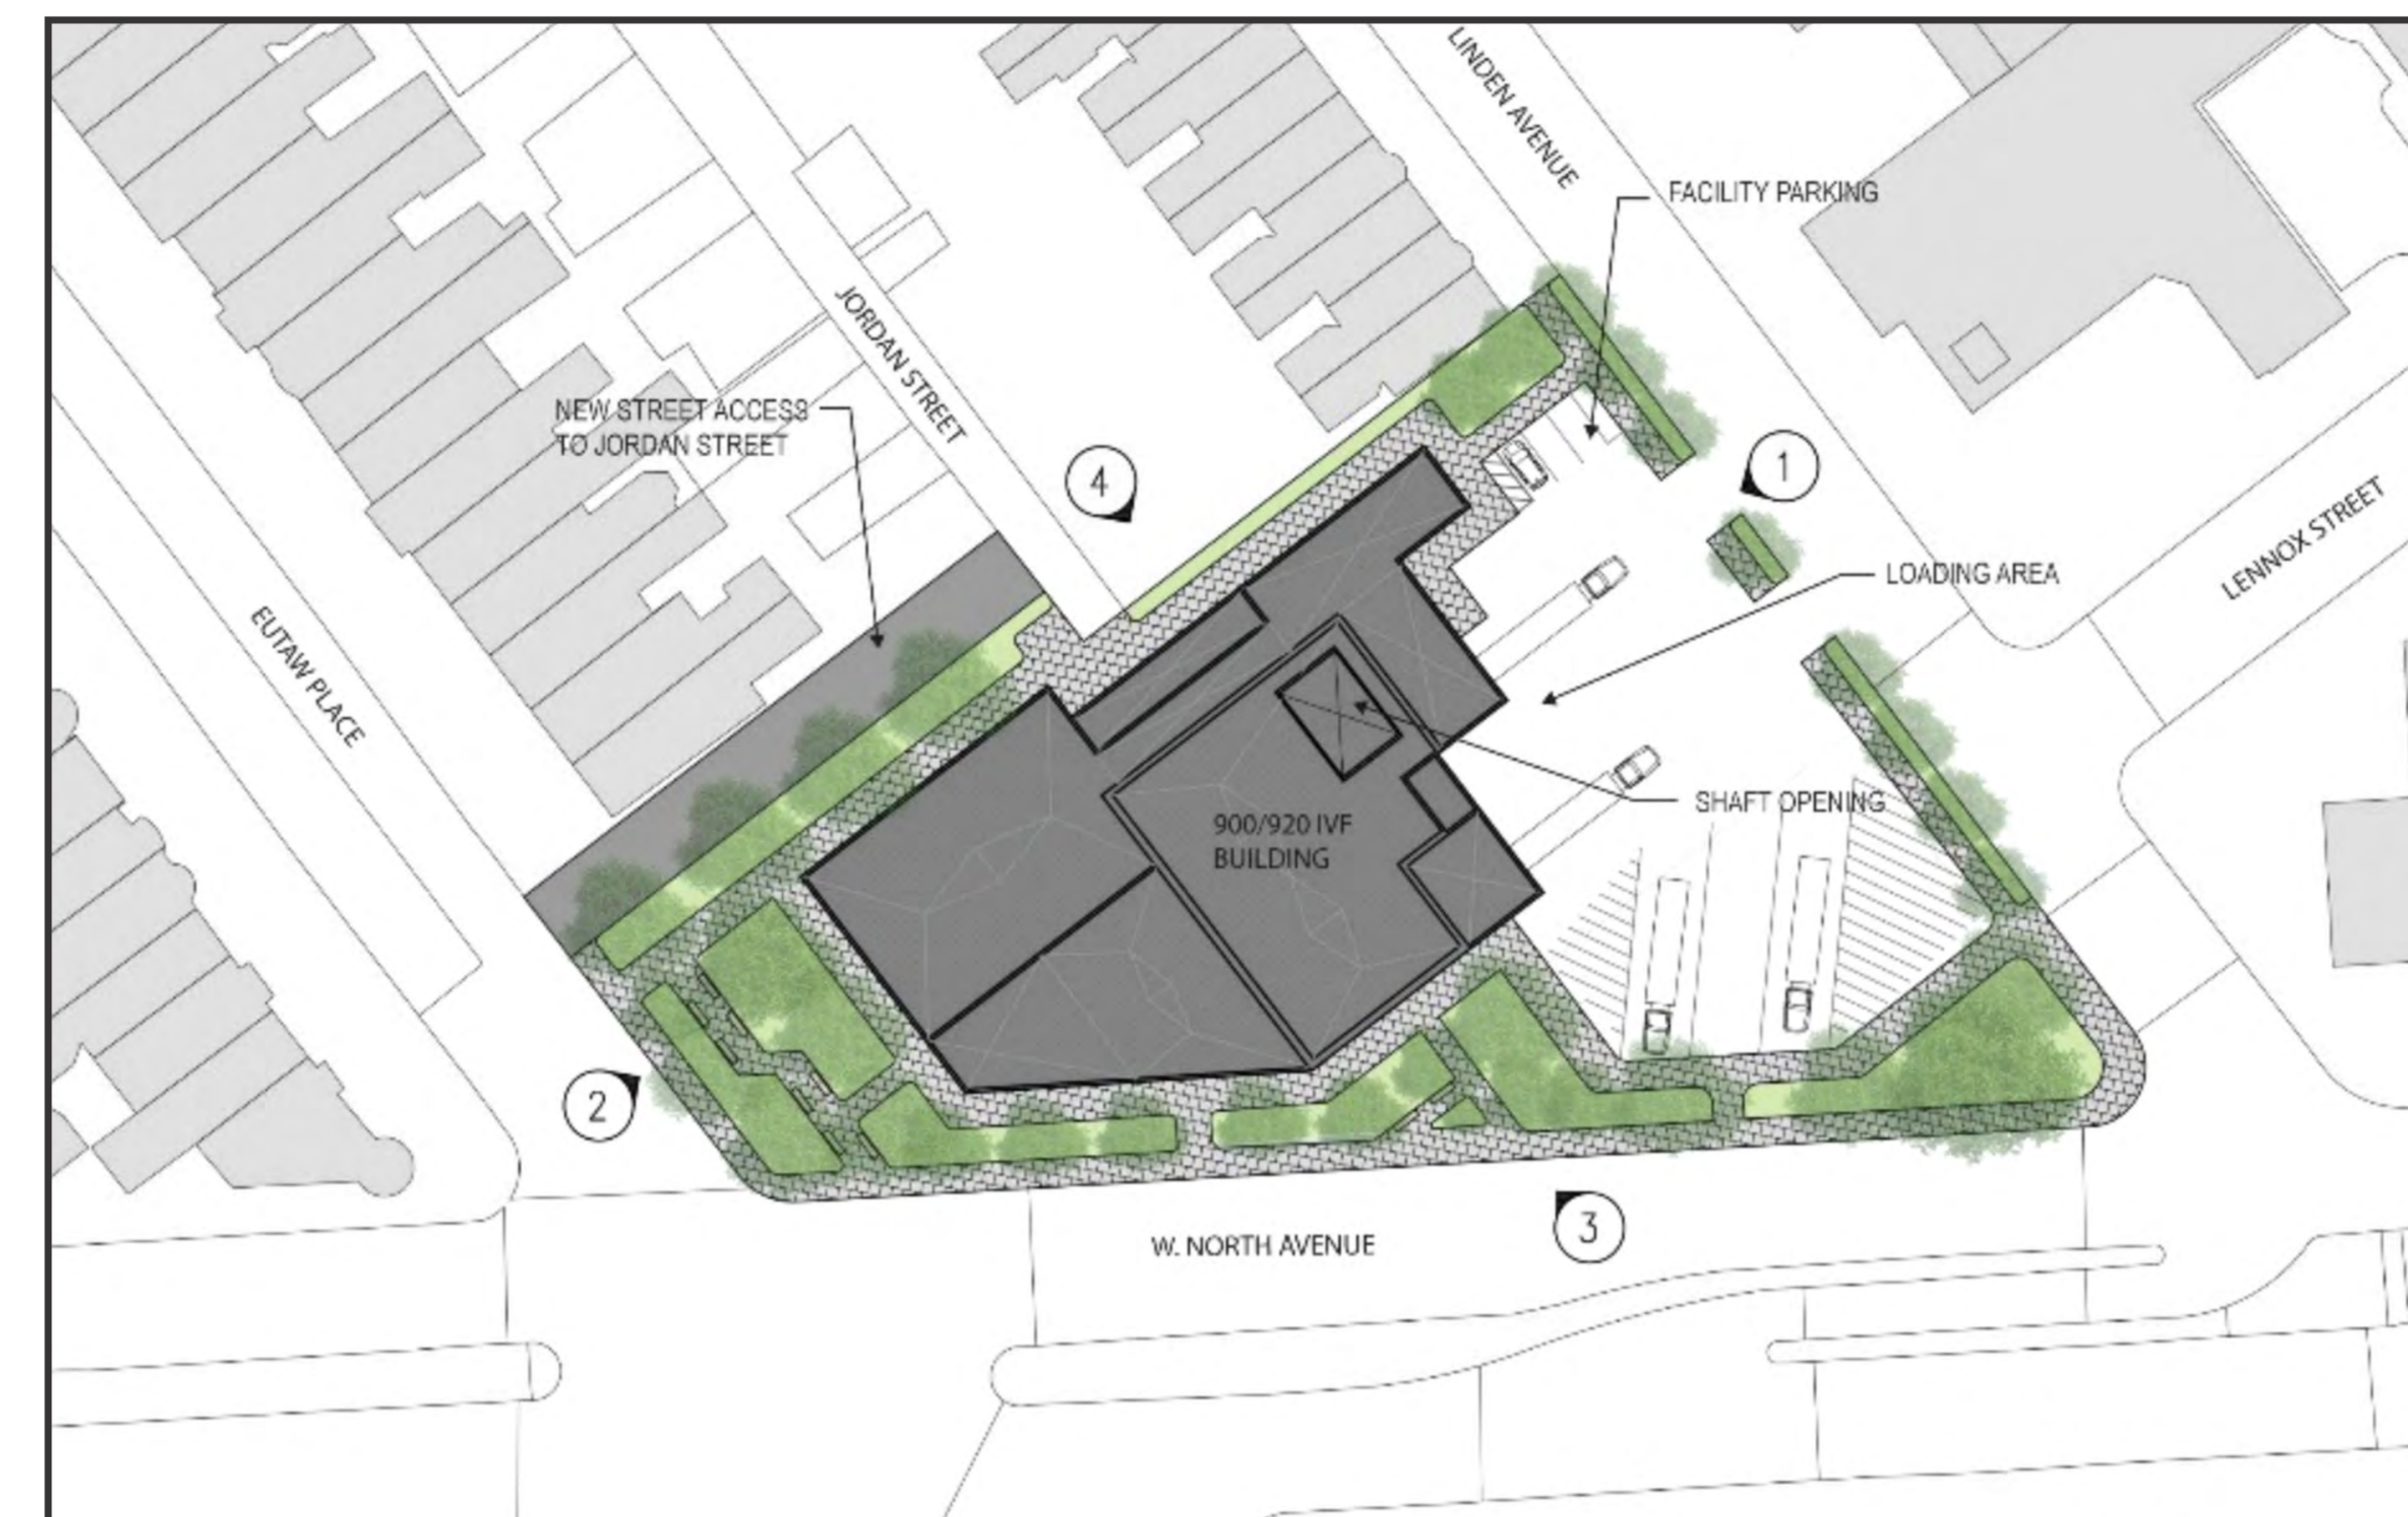 LINDEN AVENUE
FACILITY PARKING
JORDAN STREET
NEW STREET ACCESS
TO JORDAN STREET
4
1
LENNOX STREET
LOADING AREA
EUTAW PLACE
SHAFT OPENING
900/920 IVF
BUILDING
2
3
W. NORTH AVENUE